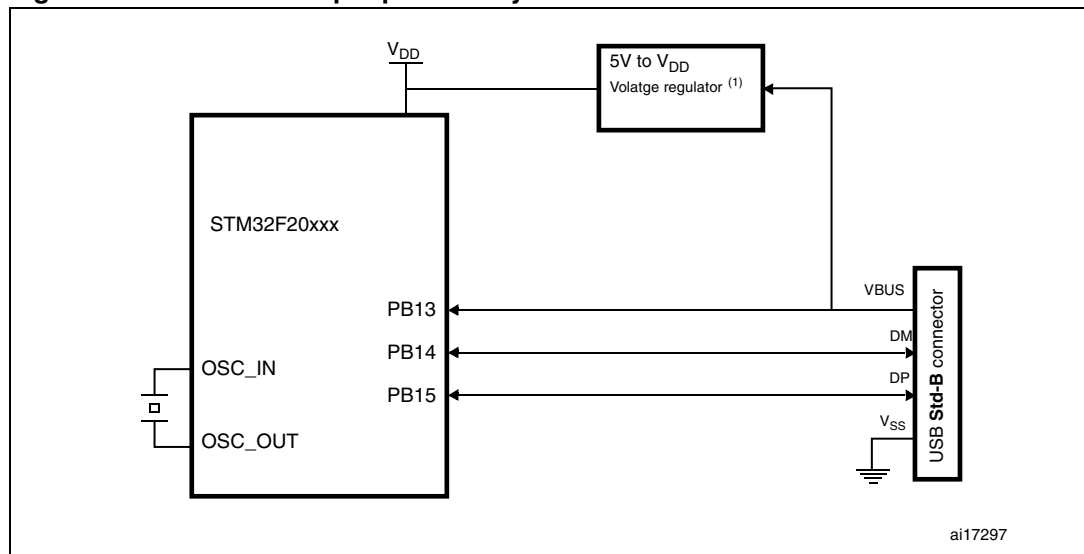 V_DD
5V to V_DD
Volatge regulator (1)
STM32F20xxx
PB13
PB14
PB15
OSC_IN
OSC_OUT
VBUS
DM
DP
V_SS
USB Std-B connector
ai17297